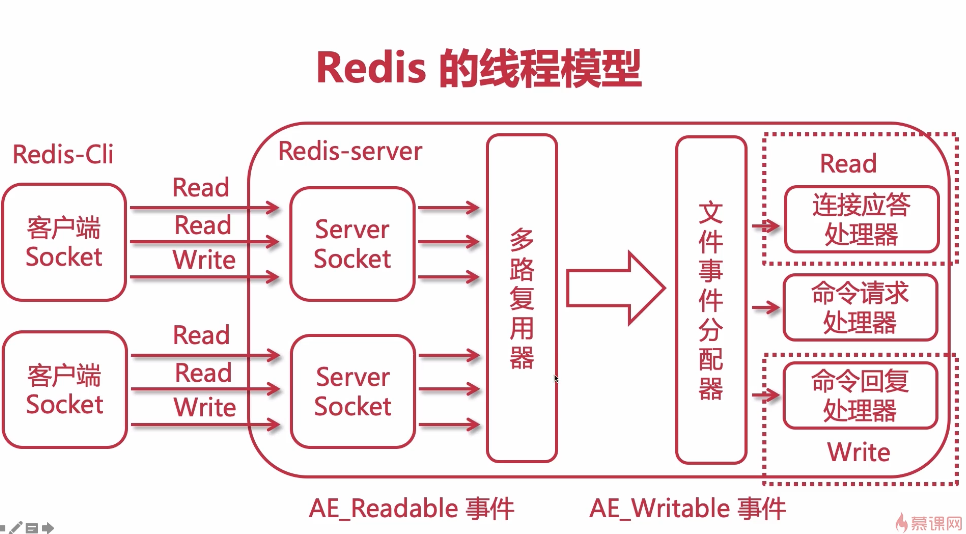 Redis 的线程模型
Redis-Cli
Redis-server
客户端
Socket
Read
Read
Write
Server
Socket
客户端
Socket
Read
Read
Write
Server
Socket
多
路
复
用
器
文
件
事
件
分
配
器
Read
连接应答
处理器
命令请求
处理器
命令回复
处理器
Write
AE_Readable 事件
AE_Writable 事件
慕课网